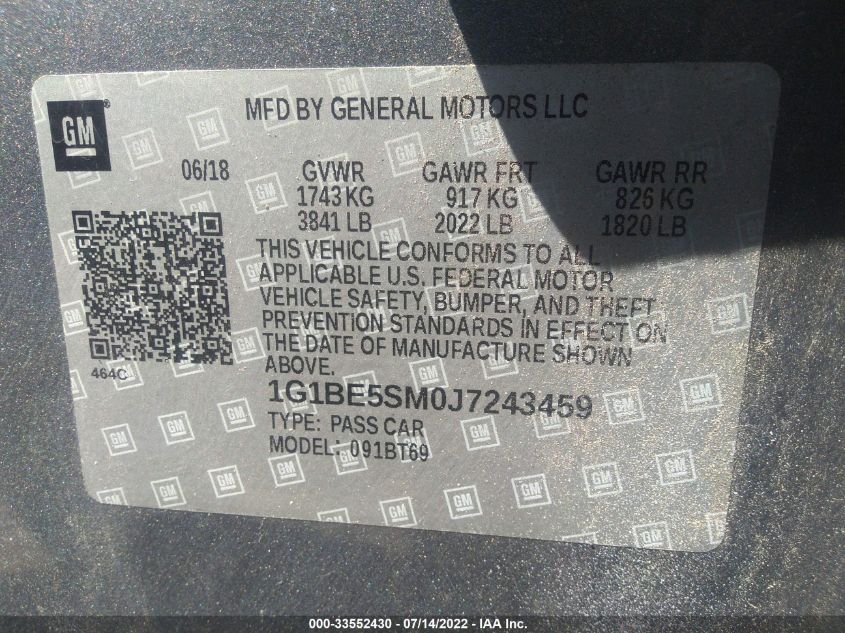 GM
MFD BY GENERAL MOTORS LLC
06/18 GVWR GAWR FRT GAWR RR
1743 KG 917 KG 826 KG
3841 LB 2022 LB 1820 LB
THIS VEHICLE CONFORMS TO ALL
APPLICABLE U.S. FEDERAL MOTOR
VEHICLE SAFETY, BUMPER, AND THEFT
PREVENTION STANDARDS IN EFFECT ON
THE DATE OF MANUFACTURE SHOWN
ABOVE.
464C
1G1BE5SM0J7243459
TYPE: PASS CAR
MODEL: 091BT69
000-33552430 - 07/14/2022 - IAA Inc.